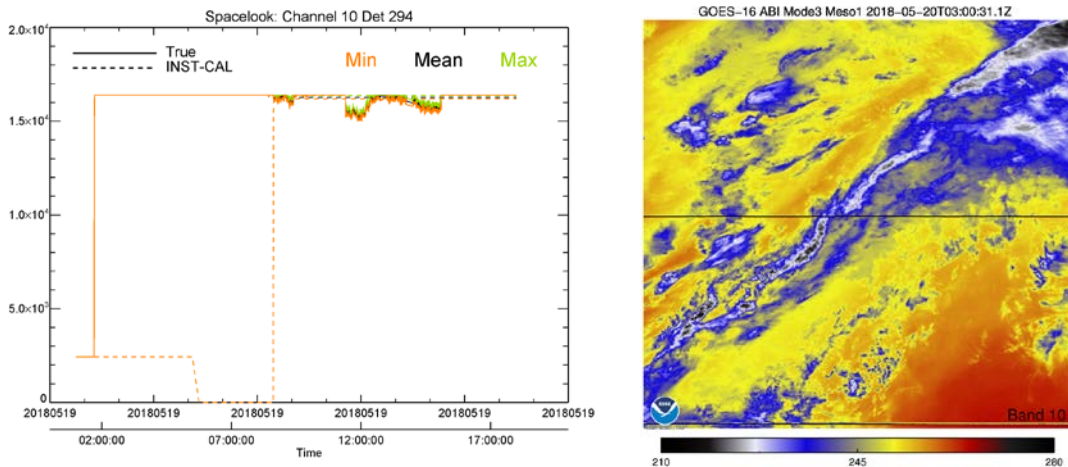 Spacelook: Channel 10 Det 294
True
INST-CAL
Min Mean Max
2.0×10⁴
1.5×10⁴
1.0×10⁴
5.0×10³
0
20180519 20180519 20180519 20180519 20180519 20180519
02:00:00 07:00:00 12:00:00 17:00:00
Time
GOES-16 ABI Mode3 Meso1 2018-05-20T03:00:31.1Z
Band 10
210 245 280